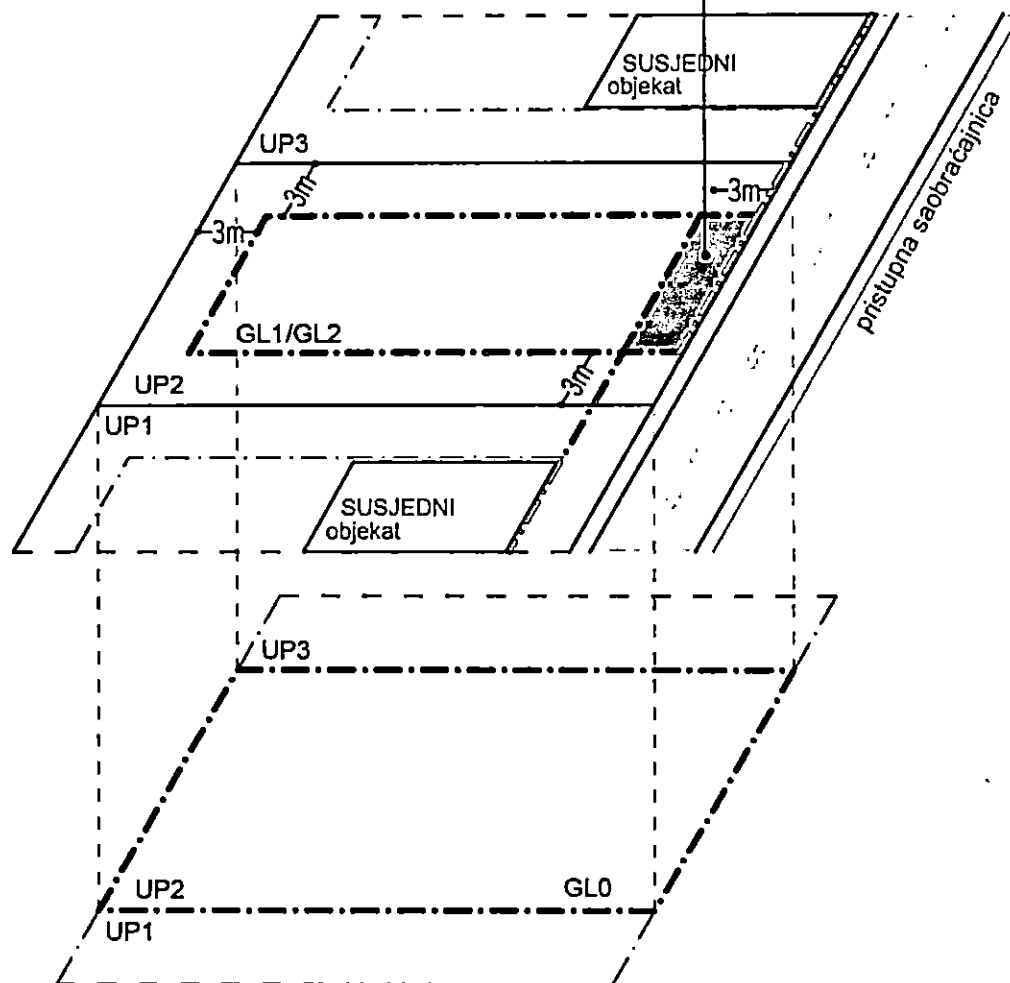 SUSJEDNI
objekat
UP3
3m
3m
3m
pristupna saobraćajnica
GL1/GL2
3m
UP2
UP1
SUSJEDNI
objekat
UP3
UP2
GL0
UP1